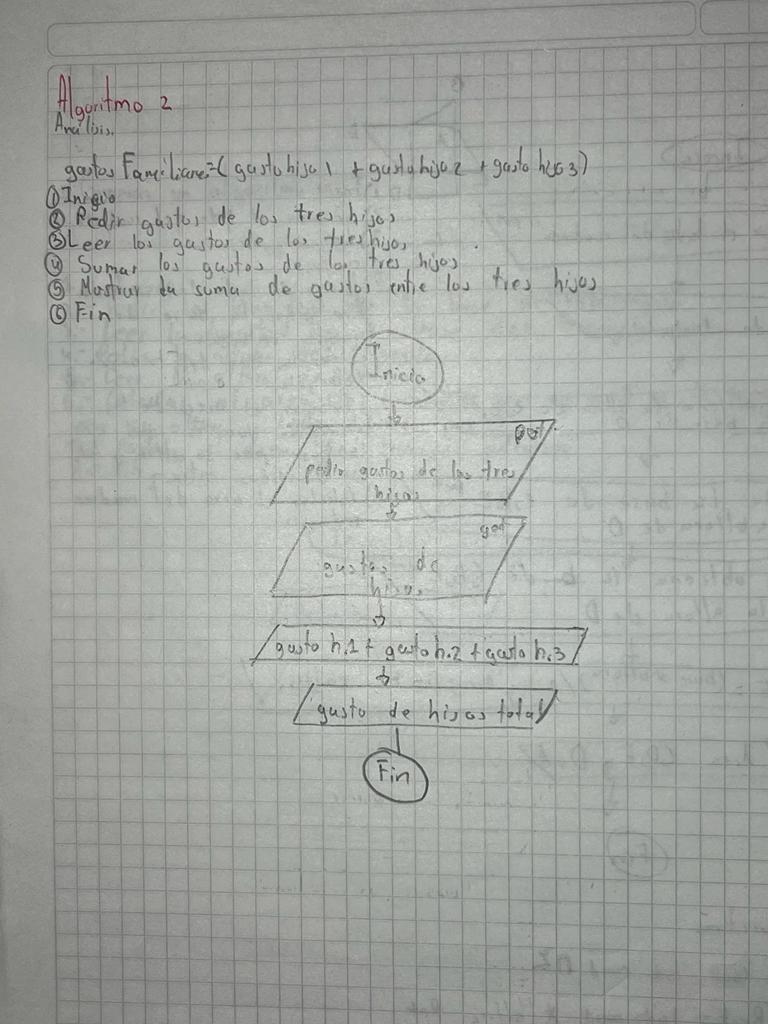 Algoritmo 2
Análisis.
gastos Familiares=( gasto hijo 1 + gasto hijo 2 + gasto hijo 3)
① Inicio
② Pedir gastos de los tres hijos
③ Leer los gastos de los tres hijos
④ Sumar los gastos de los tres hijos
⑤ Mostrar la suma de gastos entre los tres hijos
⑥ Fin
Inicio
put
pedir gastos de los tres
hijos
get
gastos de
hijos
gasto h.1 + gasto h.2 + gasto h.3
gasto de hijos total
Fin